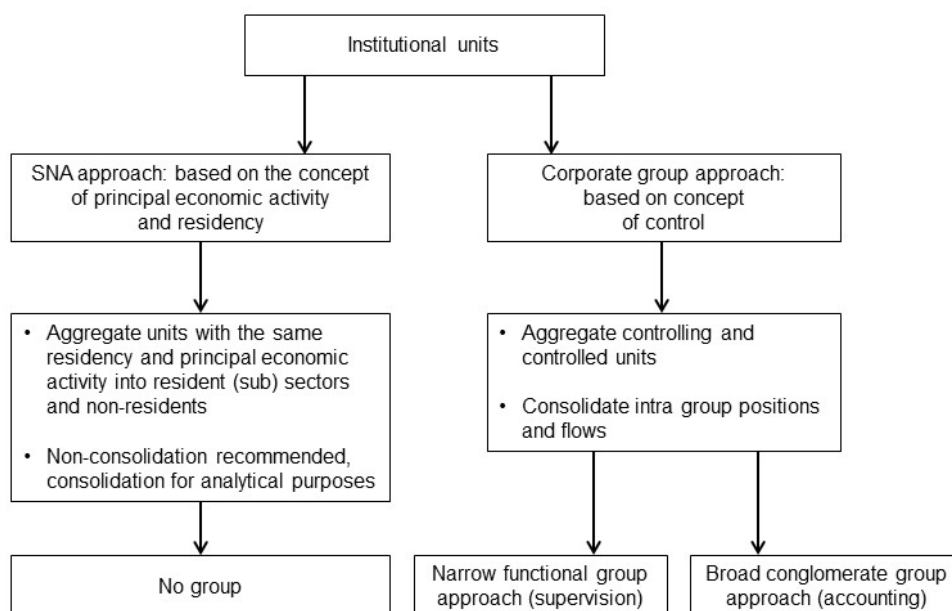 Institutional units
SNA approach: based on the concept
of principal economic activity
and residency
Corporate group approach:
based on concept
of control
• Aggregate units with the same
residency and principal economic
activity into resident (sub) sectors
and non-residents
• Non-consolidation recommended,
consolidation for analytical purposes
• Aggregate controlling and
controlled units
• Consolidate intra group positions
and flows
No group
Narrow functional group
approach (supervision)
Broad conglomerate group
approach (accounting)